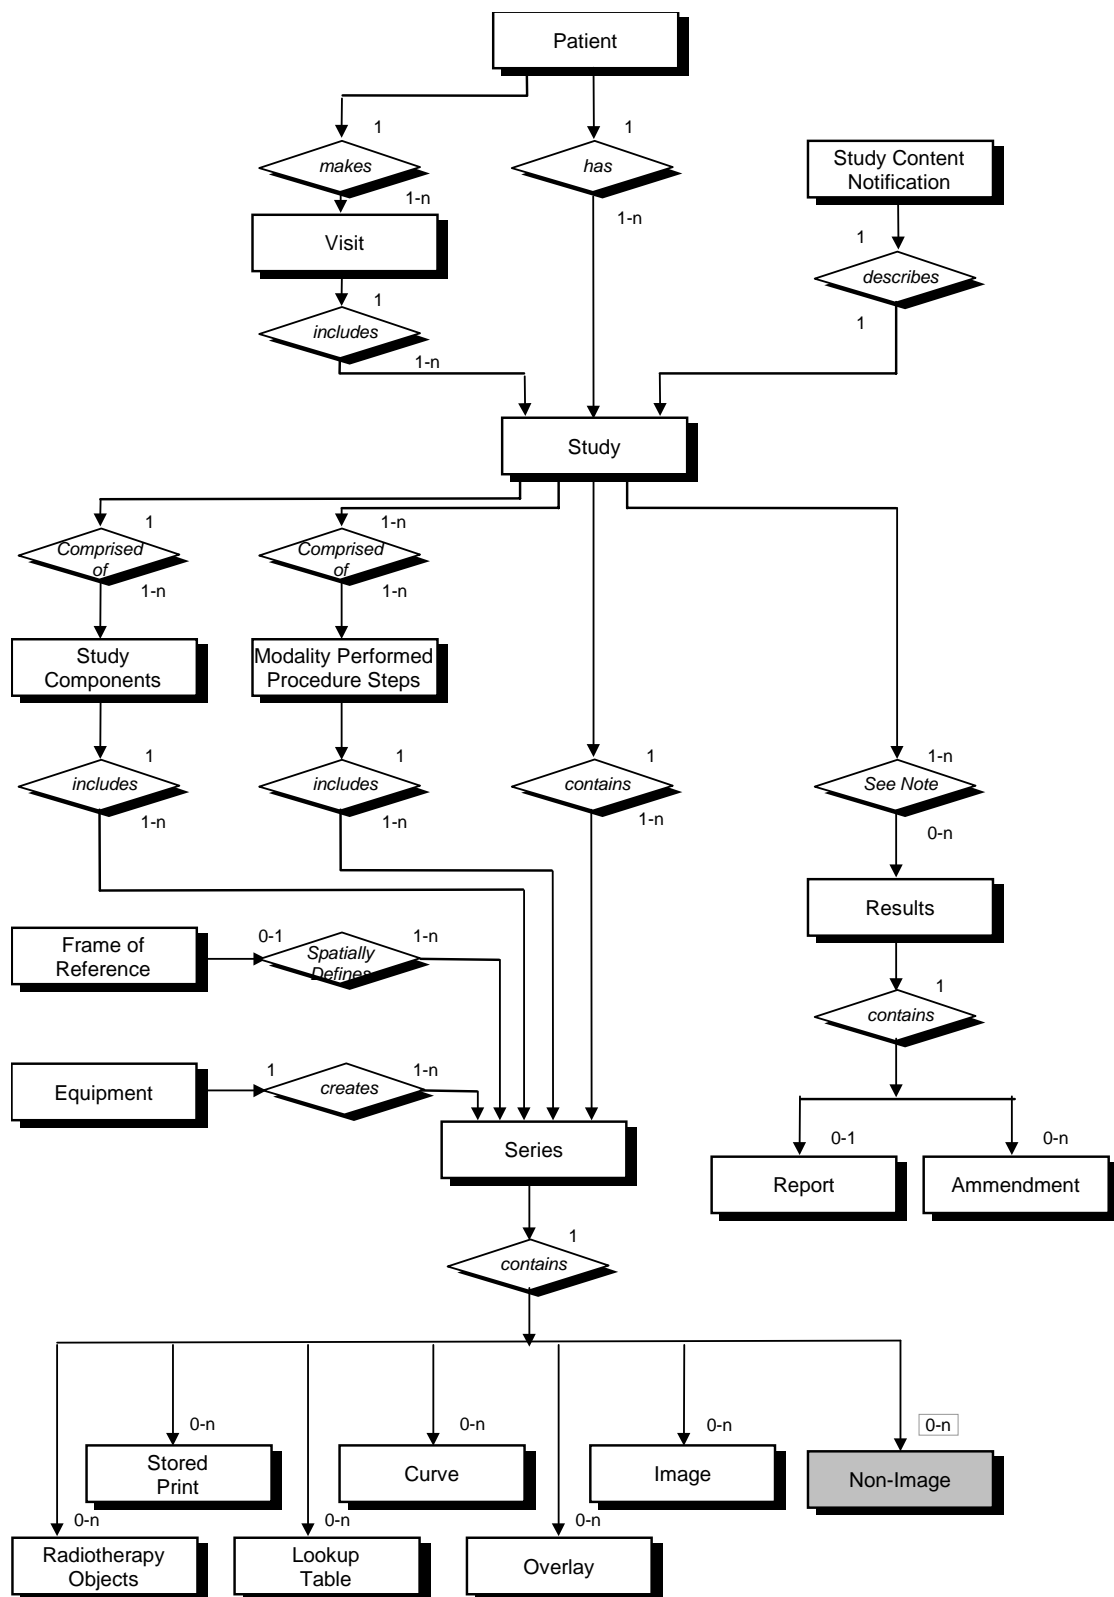 Patient
1
1
makes
has
Study Content
Notification
1-n
1-n
Visit
1
describes
1
1
includes
1-n
Study
1
1-n
Comprised
of
Comprised
of
1-n
1-n
Study
Components
Modality Performed
Procedure Steps
1
1
1
1-n
includes
includes
contains
See Note
1-n
1-n
1-n
0-n
Results
Frame of
Reference
0-1
Spatially
Defines
1-n
1
contains
Equipment
1
creates
1-n
Series
0-1
0-n
Report
Ammendment
1
contains
0-n
0-n
0-n
0-n
Stored
Print
Curve
Image
Non-Image
0-n
0-n
0-n
Radiotherapy
Objects
Lookup
Table
Overlay